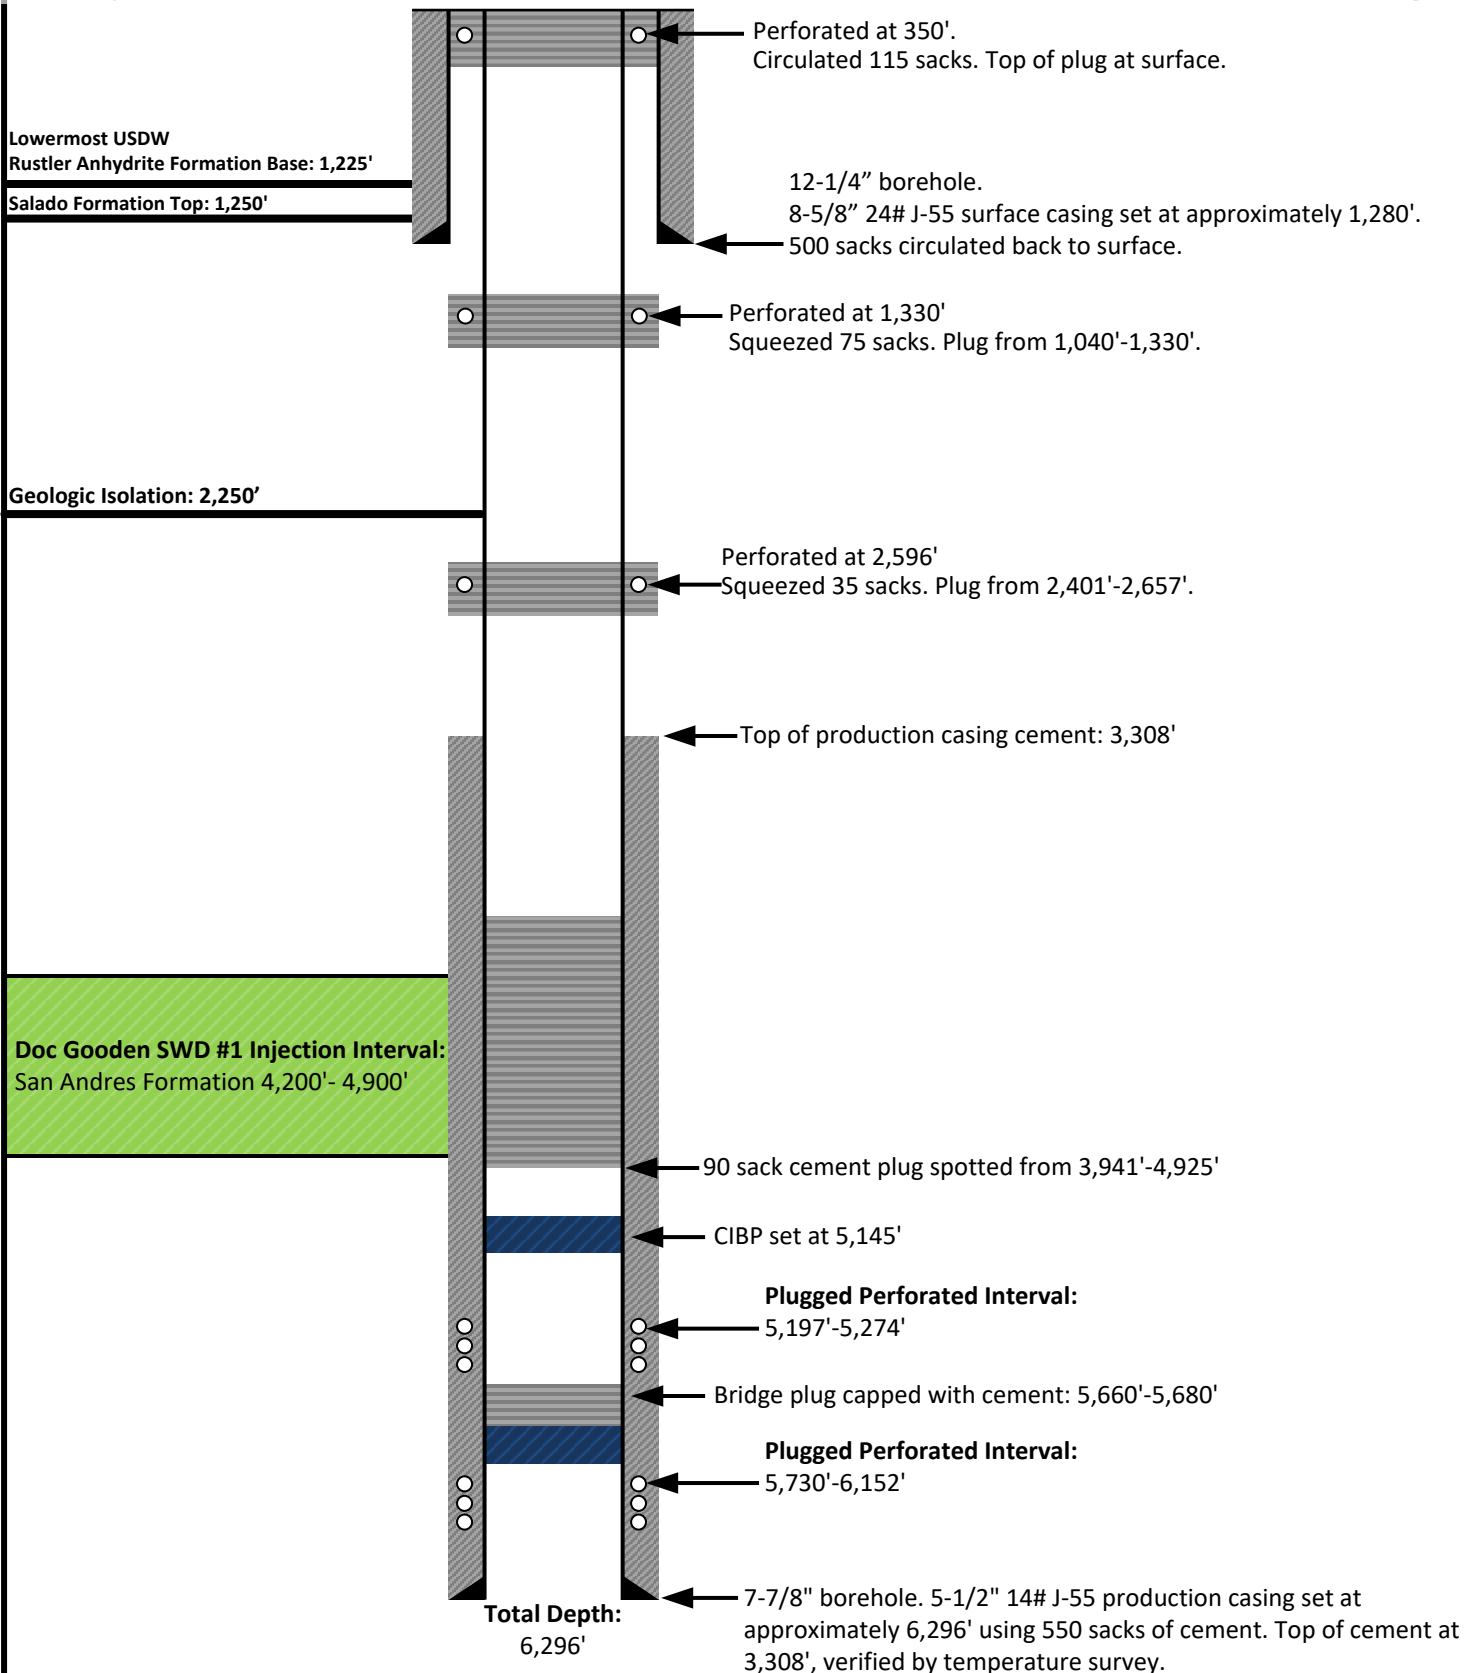 Perforated at 350'.
Circulated 115 sacks. Top of plug at surface.
Lowermost USDW
Rustler Anhydrite Formation Base: 1,225'
Salado Formation Top: 1,250'
12-1/4” borehole.
8-5/8” 24# J-55 surface casing set at approximately 1,280'.
500 sacks circulated back to surface.
Perforated at 1,330'
Squeezed 75 sacks. Plug from 1,040'-1,330'.
Geologic Isolation: 2,250’
Perforated at 2,596'
Squeezed 35 sacks. Plug from 2,401'-2,657'.
Top of production casing cement: 3,308'
Doc Gooden SWD #1 Injection Interval:
San Andres Formation 4,200'- 4,900'
90 sack cement plug spotted from 3,941'-4,925'
CIBP set at 5,145'
Plugged Perforated Interval:
5,197'-5,274'
Bridge plug capped with cement: 5,660'-5,680'
Plugged Perforated Interval:
5,730'-6,152'
7-7/8" borehole. 5-1/2" 14# J-55 production casing set at
approximately 6,296' using 550 sacks of cement. Top of cement at
3,308', verified by temperature survey.
Total Depth:
6,296'